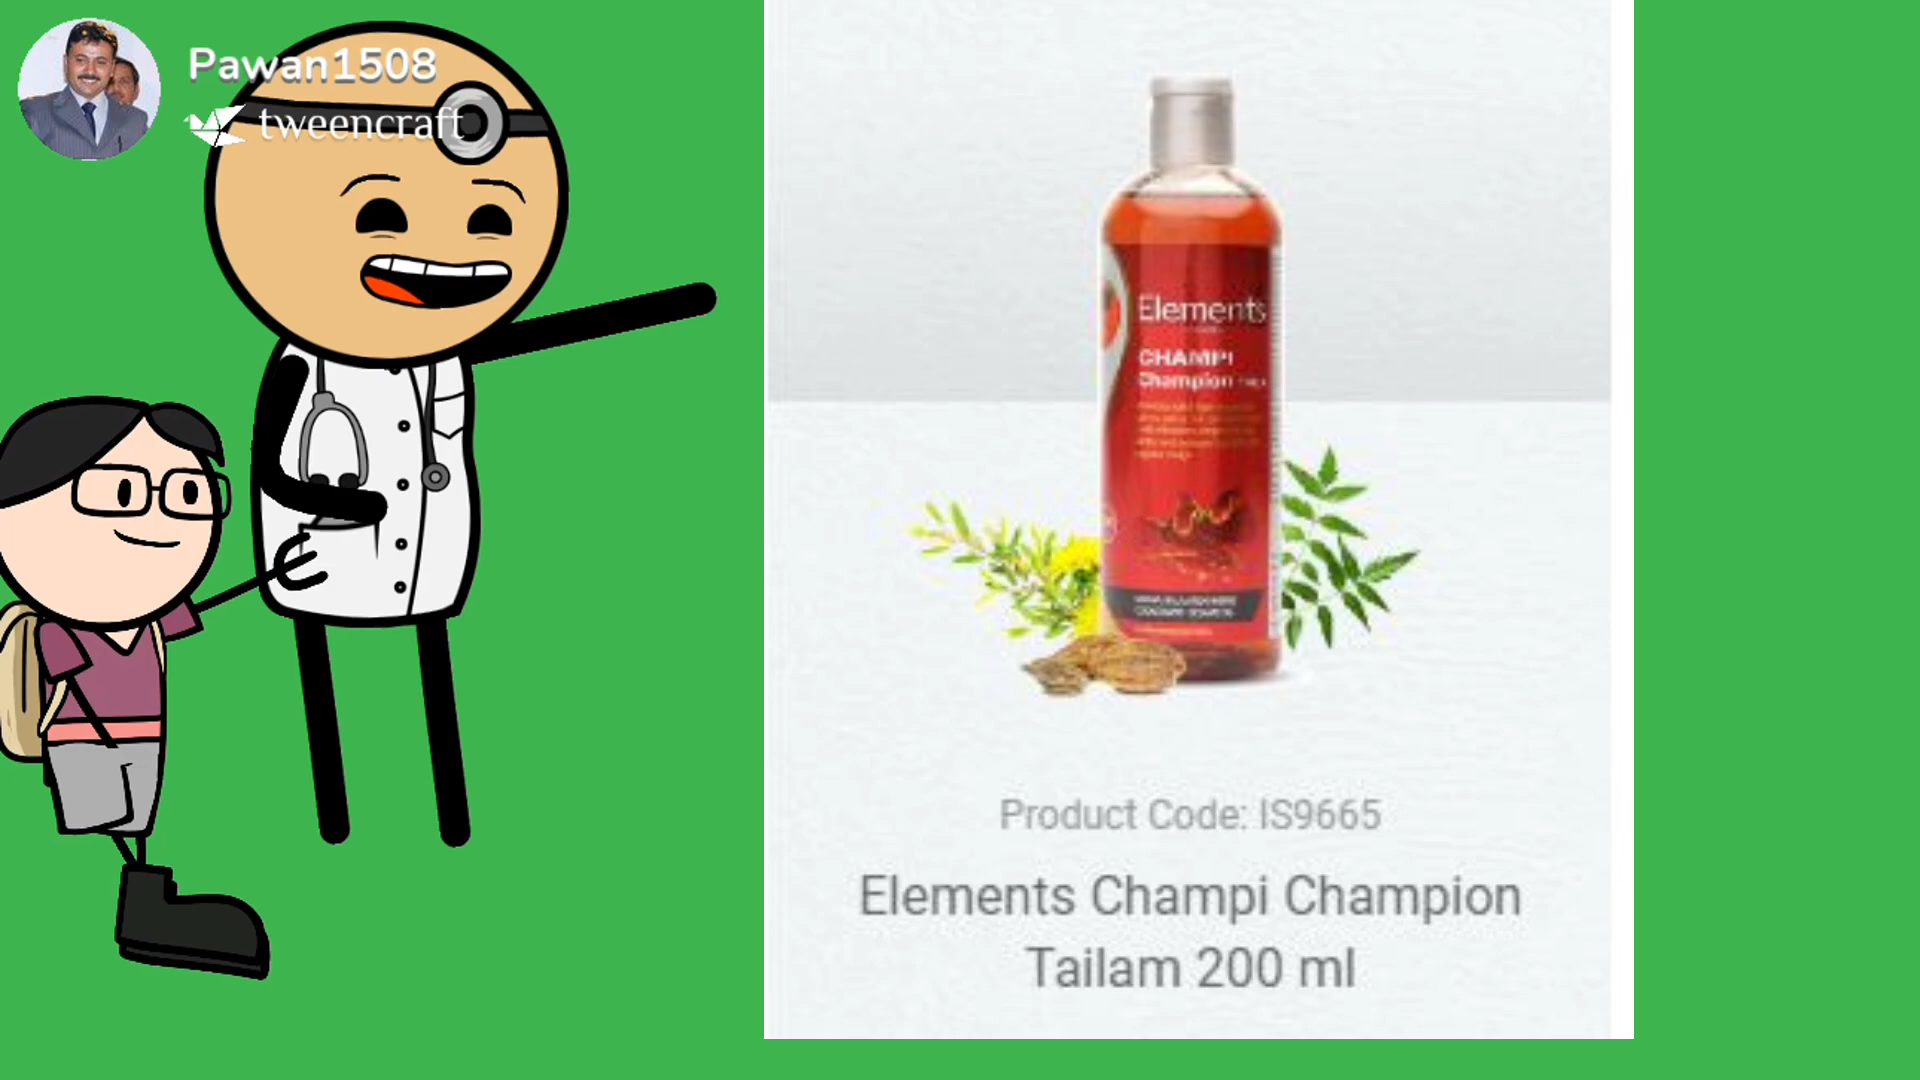 Pawan1508
tweencraft
Elements
CHAMPI
Champion
Product Code: IS9665
Elements Champi Champion
Tailam 200 ml